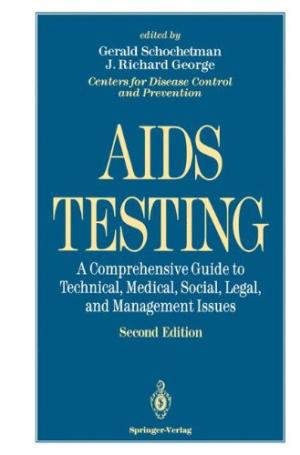 edited by
Gerald Schochetman
J. Richard George
Centers for Disease Control
and Prevention
AIDS
TESTING
A Comprehensive Guide to
Technical, Medical, Social, Legal,
and Management Issues
Second Edition
Springer-Verlag